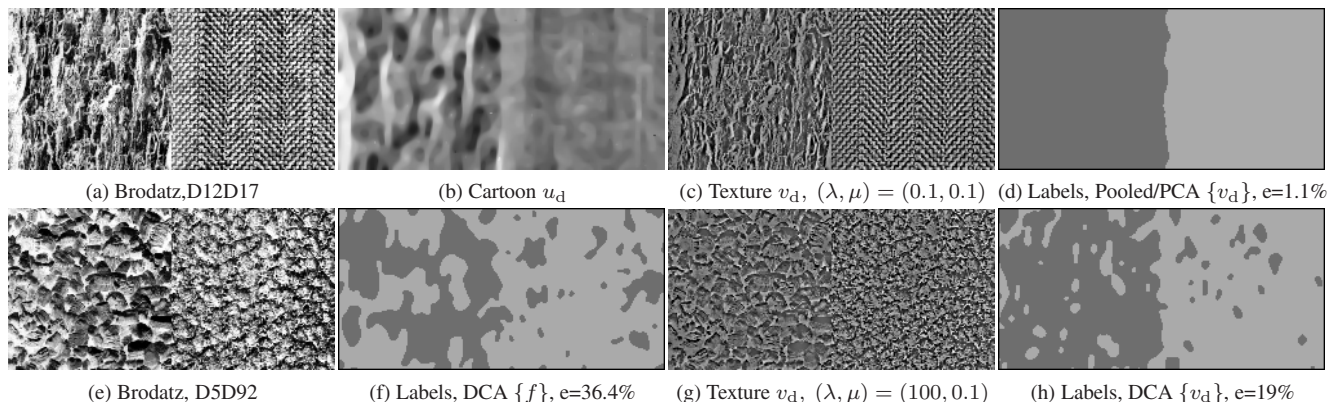 (a) Brodatz,D12D17
(b) Cartoon u_d
(c) Texture v_d, (λ, μ) = (0.1, 0.1)
(d) Labels, Pooled/PCA {v_d}, e=1.1%
(e) Brodatz, D5D92
(f) Labels, DCA {f}, e=36.4%
(g) Texture v_d, (λ, μ) = (100, 0.1)
(h) Labels, DCA {v_d}, e=19%